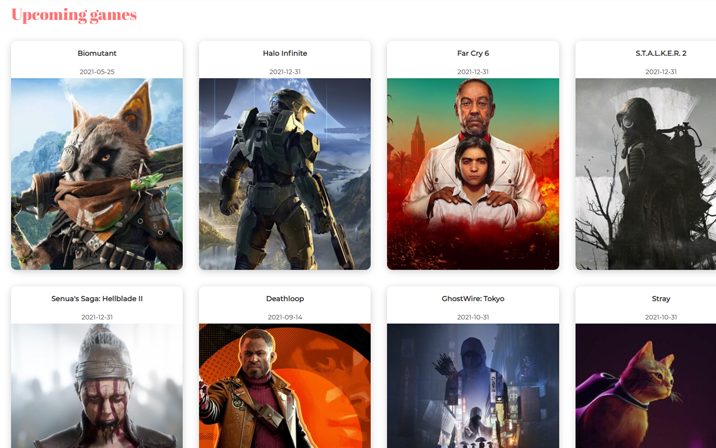 Upcoming games
Biomutant
2021-05-25
Halo Infinite
2021-12-31
Far Cry 6
2021-12-31
S.T.A.L.K.E.R. 2
2021-12-31
Senua's Saga: Hellblade II
2021-12-31
Deathloop
2021-09-14
GhostWire: Tokyo
2021-10-31
Stray
2021-10-31